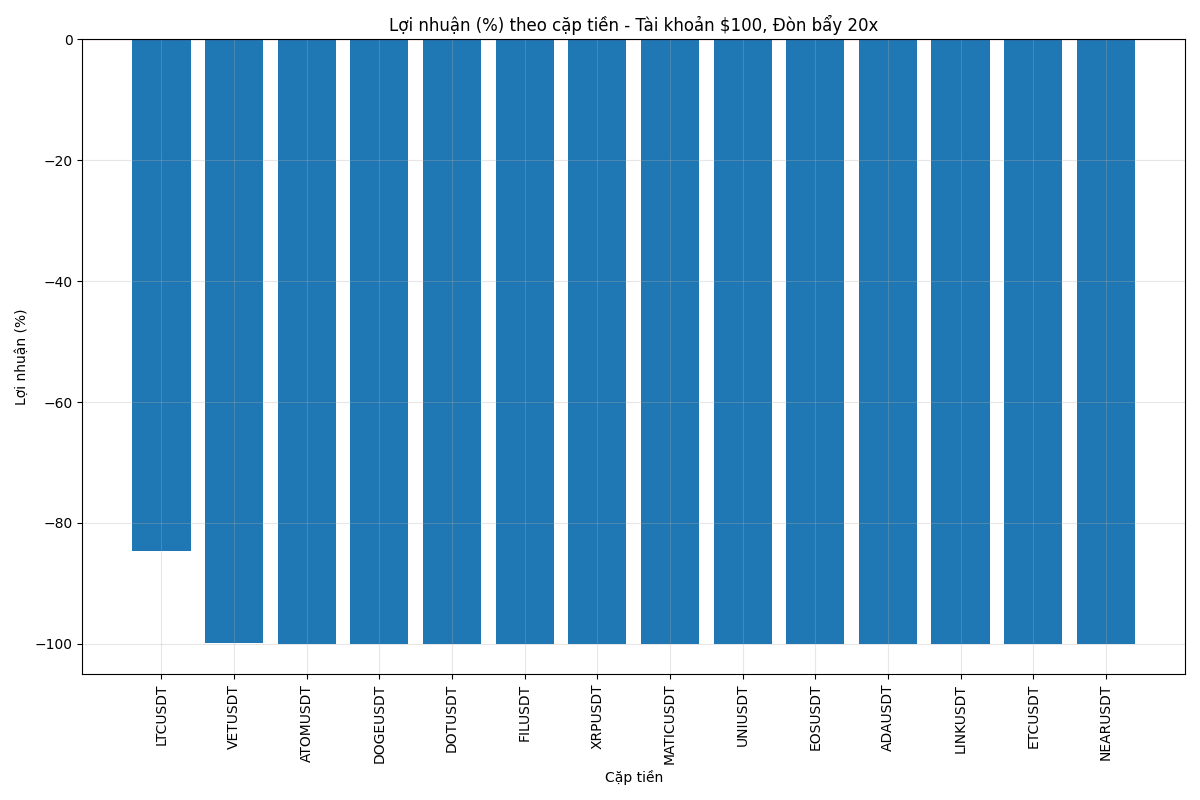 Lợi nhuận (%) theo cặp tiền - Tài khoản $100, Đòn bẩy 20x
0
−20
−40
−60
−80
−100
Lợi nhuận (%)
LTCUSDT
VETUSDT
ATOMUSDT
DOGEUSDT
DOTUSDT
FILUSDT
XRPUSDT
MATICUSDT
UNIUSDT
EOSUSDT
ADAUSDT
LINKUSDT
ETCUSDT
NEARUSDT
Cặp tiền